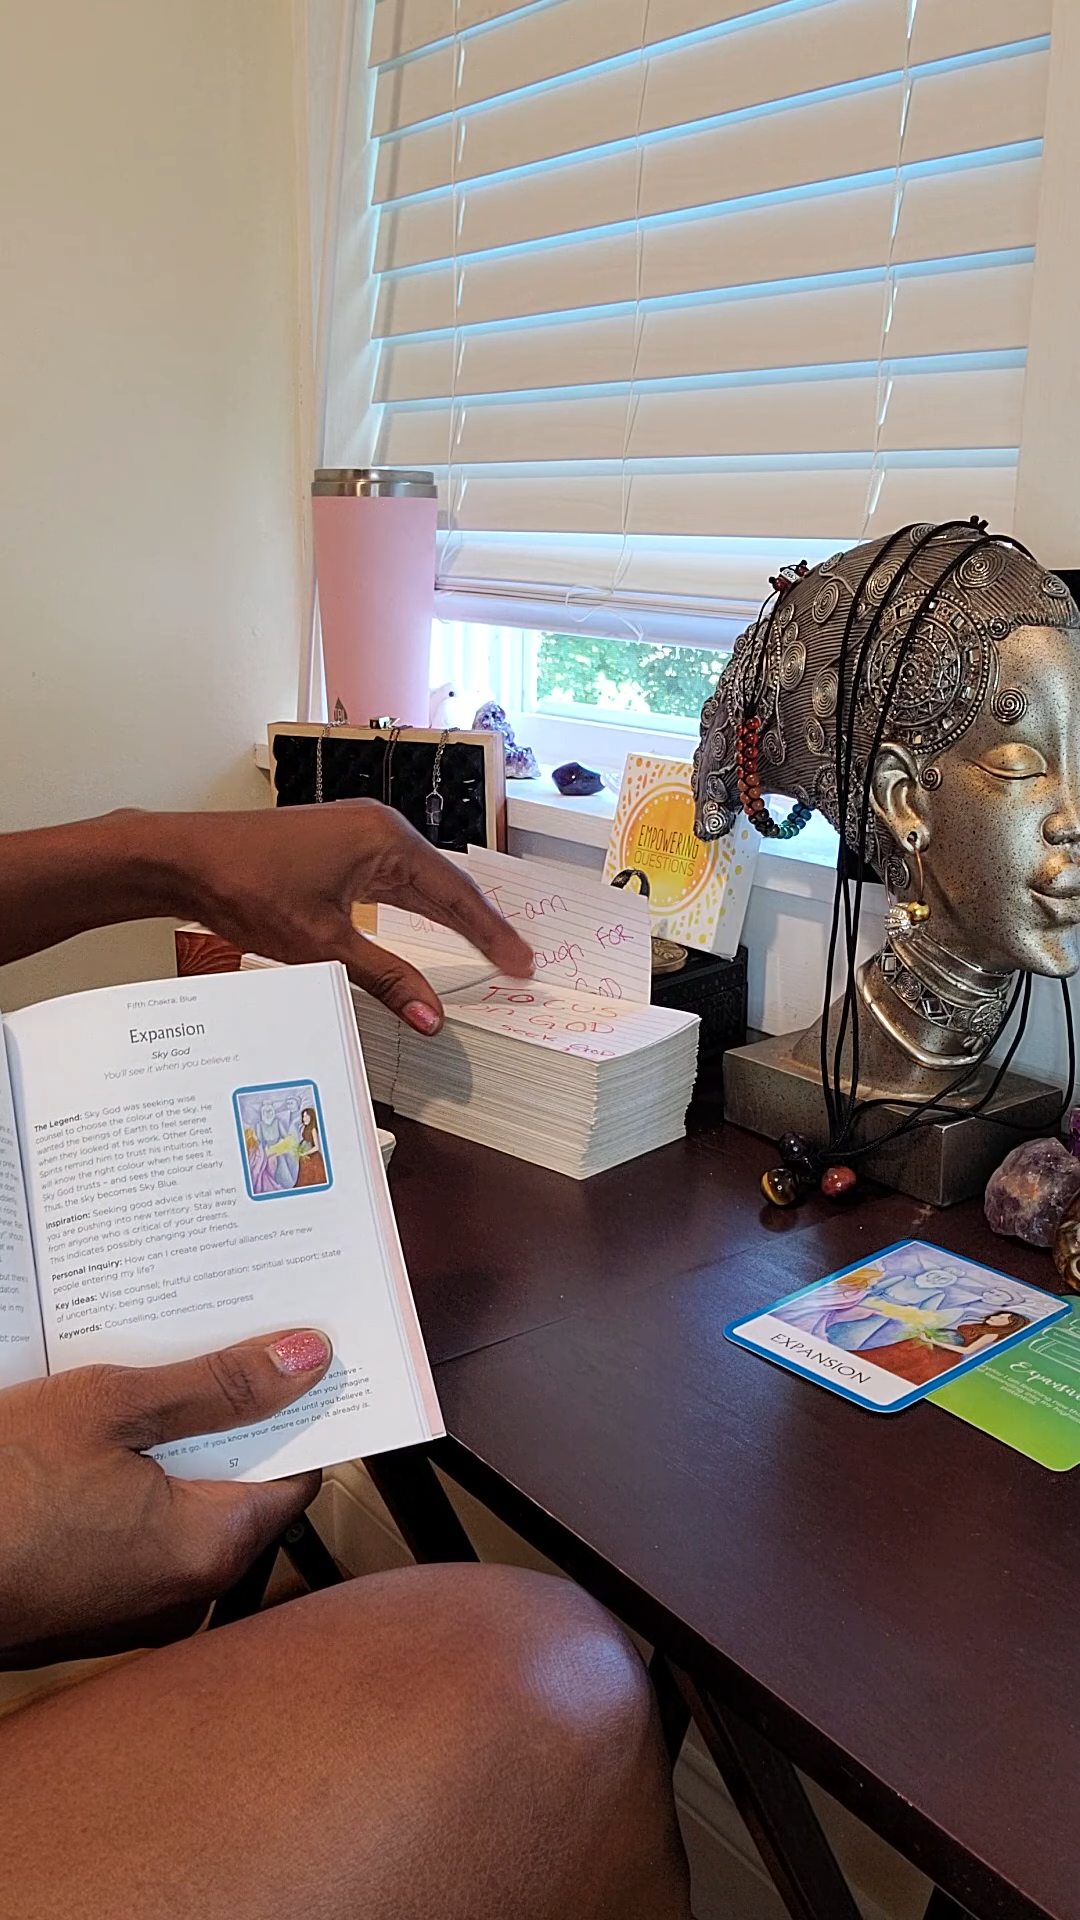 EMPOWERING
QUESTIONS
I am
ough FOR
GOD
FOCUS
on GOD
seek God
Fifth Chakra, Blue
Expansion
Sky God
You'll see it when you believe it.
The Legend: Sky God was seeking wise
counsel to choose the colour of the sky. He
wanted the beings of Earth to feel serene
when they looked at his work. Other Great
Spirits remind him to trust his intuition. He
will know the right colour when he sees it.
Sky God trusts – and sees the colour clearly.
Thus, the sky becomes Sky Blue.
Inspiration: Seeking good advice is vital when
you are pushing into new territory. Stay away
from anyone who is critical of your dreams.
This indicates possibly changing your friends.
Personal Inquiry: How can I create powerful alliances? Are new
people entering my life?
Key Ideas: Wise counsel; fruitful collaboration; spiritual support; state
of uncertainty; being guided
Keywords: Counselling, connections, progress
achieve –
can you imagine
phrase until you believe it.
dy, let it go. if you know your desire can be, it already is.
57
EXPANSION